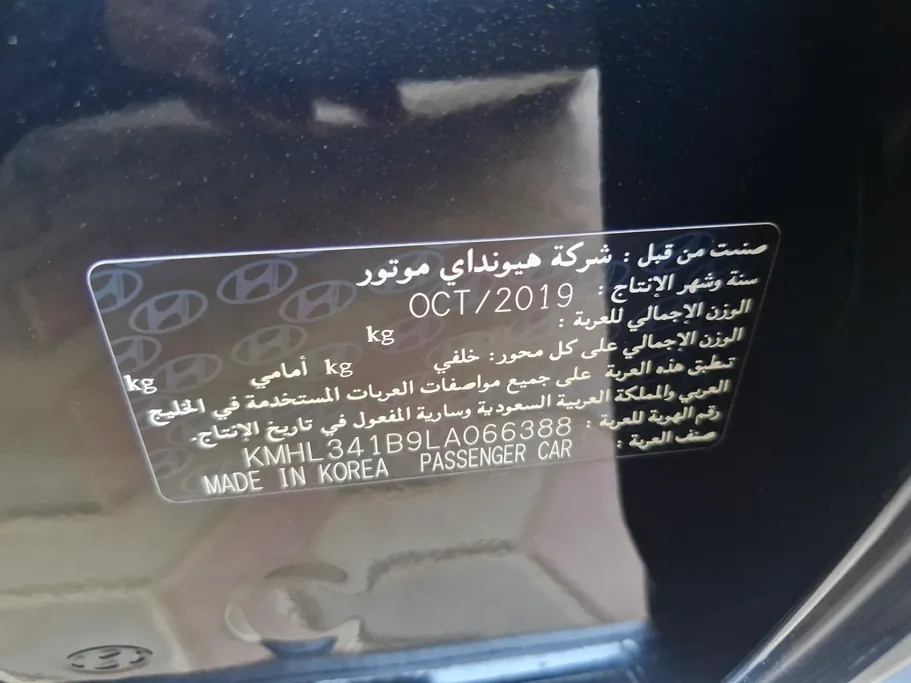 صنعت من قبل : شركة هيونداي موتور
سنة وشهر الإنتاج : OCT/2019
الوزن الإجمالي للعربة : kg
الوزن الإجمالي على كل محور: خلفي kg أمامي kg
تنطبق هذه العربة على جميع مواصفات العربات المستخدمة في الخليج
العربي والمملكة العربية السعودية وسارية المفعول في تاريخ الإنتاج.
رقم الهوية للعربة : KMHL341B9LA066388
صنف العربة : PASSENGER CAR
MADE IN KOREA